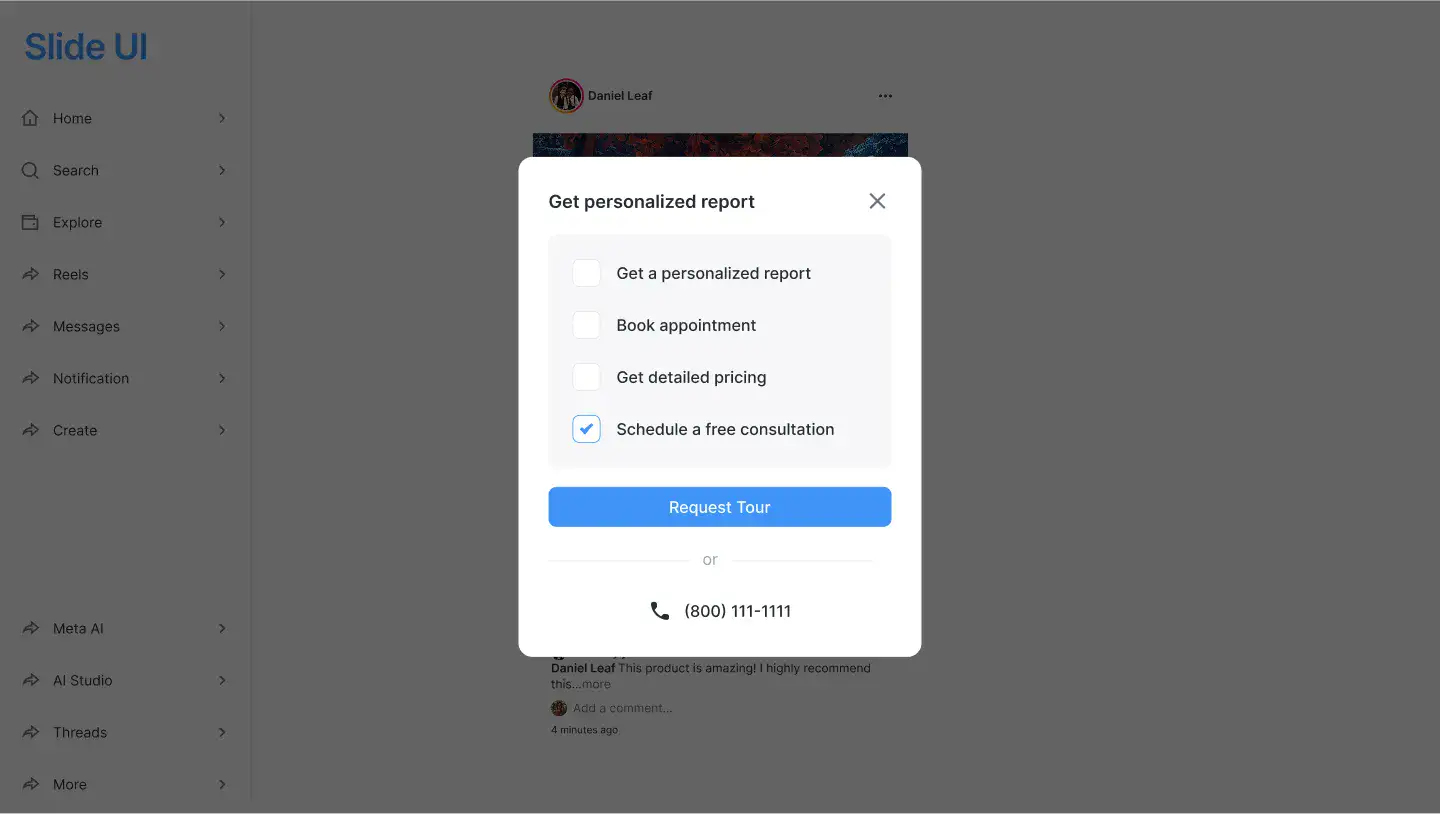 Slide UI
Home
Search
Explore
Reels
Messages
Notification
Create
Meta AI
AI Studio
Threads
More
Daniel Leaf
Get personalized report
Get a personalized report
Book appointment
Get detailed pricing
Schedule a free consultation
Request Tour
or
(800) 111-1111
Daniel Leaf This product is amazing! I highly recommend
this...more
Add a comment...
4 minutes ago